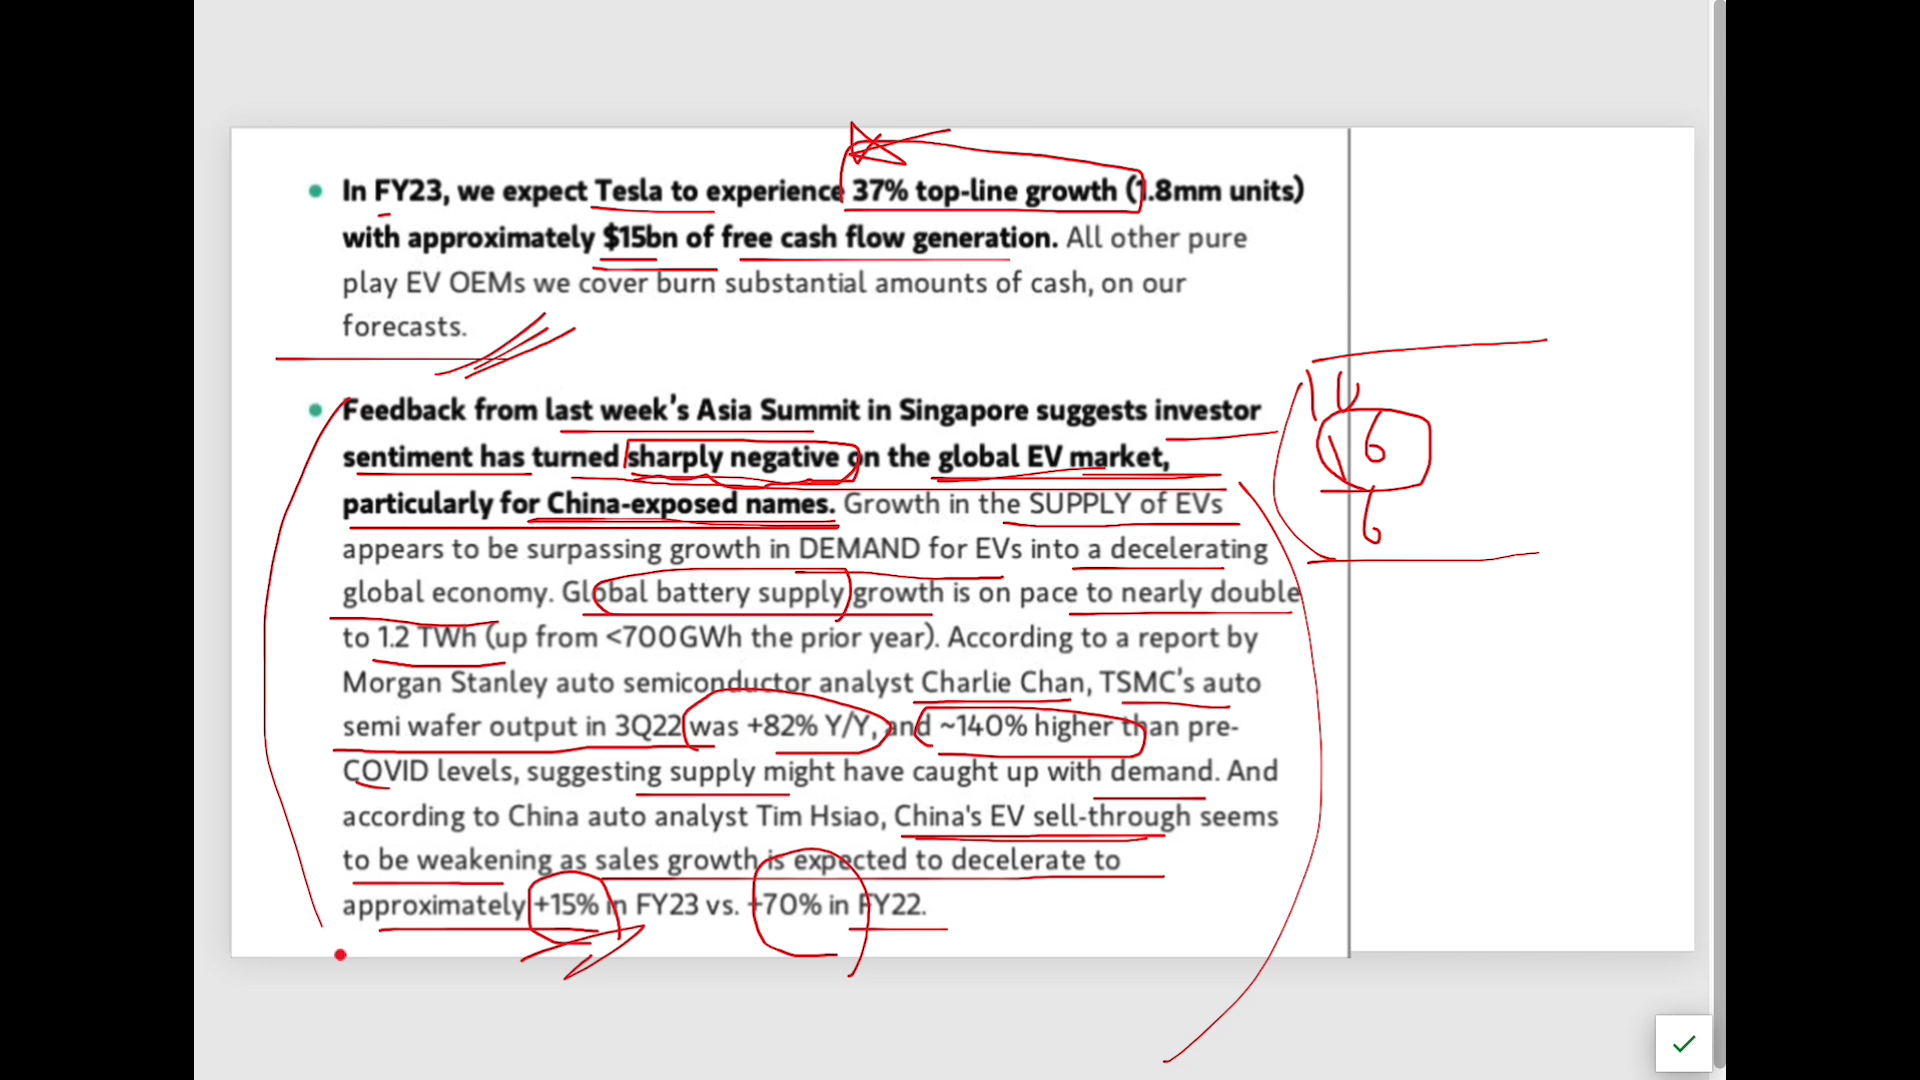 In FY23, we expect Tesla to experience 37% top-line growth (1.8mm units)
with approximately $15bn of free cash flow generation. All other pure
play EV OEMs we cover burn substantial amounts of cash, on our
forecasts.
Feedback from last week's Asia Summit in Singapore suggests investor
sentiment has turned sharply negative on the global EV market,
particularly for China-exposed names. Growth in the SUPPLY of EVs
appears to be surpassing growth in DEMAND for EVs into a decelerating
global economy. Global battery supply growth is on pace to nearly double
to 1.2 TWh (up from <700GWh the prior year). According to a report by
Morgan Stanley auto semiconductor analyst Charlie Chan, TSMC's auto
semi wafer output in 3Q22 was +82% Y/Y, and ~140% higher than pre-
COVID levels, suggesting supply might have caught up with demand. And
according to China auto analyst Tim Hsiao, China's EV sell-through seems
to be weakening as sales growth is expected to decelerate to
approximately +15% in FY23 vs. +70% in FY22.
6
6